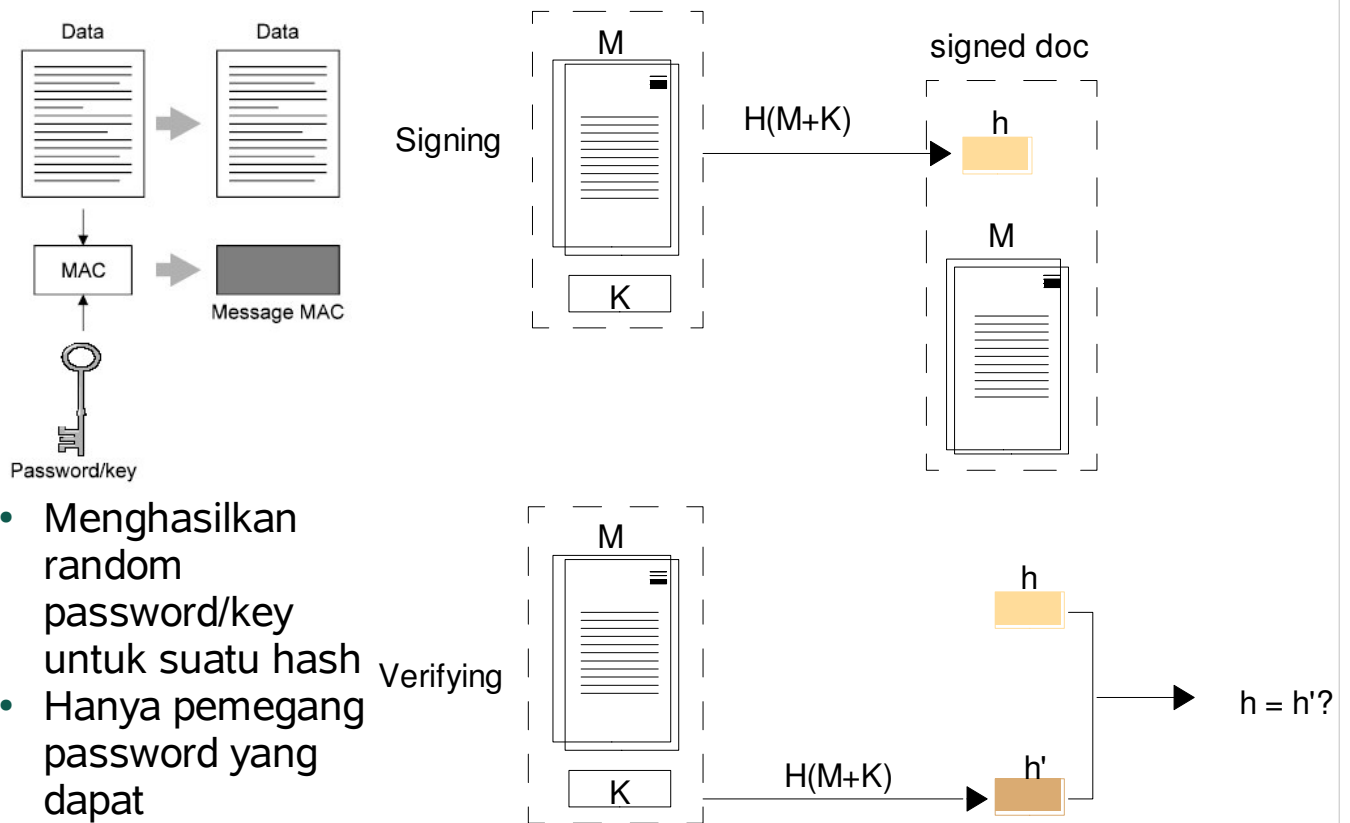 Data
Data
MAC
Message MAC
Password/key
• Menghasilkan
random
password/key
untuk suatu hash
• Hanya pemegang
password yang
dapat
Signing
M
K
H(M+K)
signed doc
h
M
Verifying
M
K
H(M+K)
h
h'
h = h'?